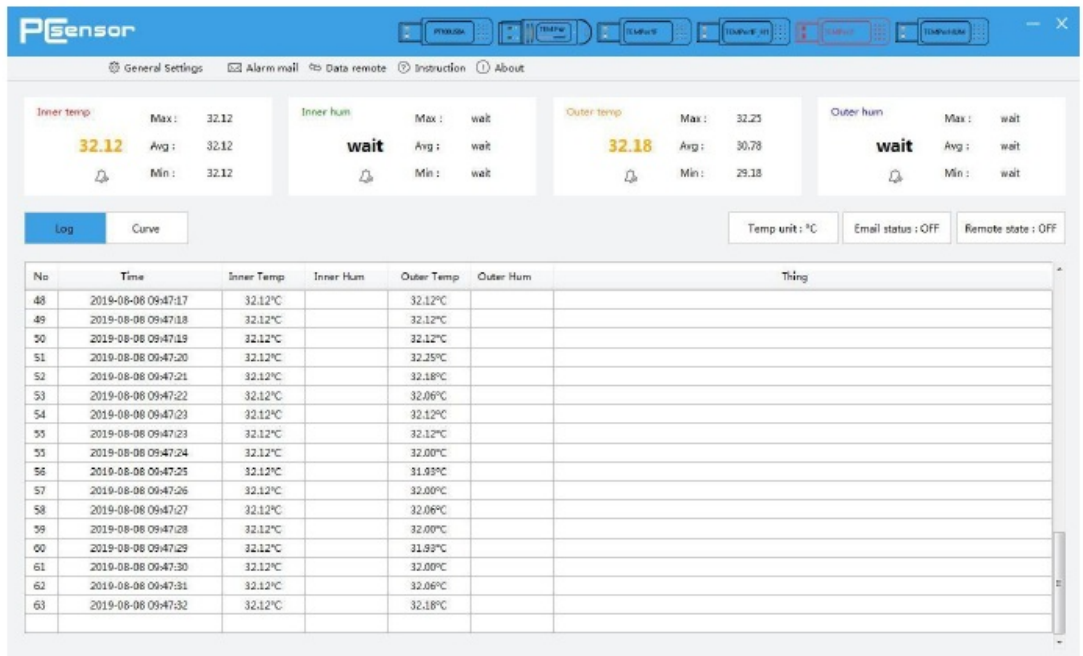 PCsensor
General Settings Alarm mail Data remote Instruction About
Inner temp Max : 32.12 Inner hum Max : wait Outer temp Max : 32.25 Outer hum Max : wait
32.12 Avg : 32.12 wait Avg : wait 32.18 Avg : 30.78 wait Avg : wait
Min : 32.12 Min : wait Min : 29.18 Min : wait
Log Curve Temp unit : °C Email status : OFF Remote state : OFF
No Time Inner Temp Inner Hum Outer Temp Outer Hum Thing
48 2019-08-08 09:47:17 32.12°C 32.12°C
49 2019-08-08 09:47:18 32.12°C 32.12°C
50 2019-08-08 09:47:19 32.12°C 32.12°C
51 2019-08-08 09:47:20 32.12°C 32.25°C
52 2019-08-08 09:47:21 32.12°C 32.18°C
53 2019-08-08 09:47:22 32.12°C 32.06°C
54 2019-08-08 09:47:23 32.12°C 32.12°C
55 2019-08-08 09:47:23 32.12°C 32.12°C
55 2019-08-08 09:47:24 32.12°C 32.00°C
56 2019-08-08 09:47:25 32.12°C 31.93°C
57 2019-08-08 09:47:26 32.12°C 32.00°C
58 2019-08-08 09:47:27 32.12°C 32.06°C
59 2019-08-08 09:47:28 32.12°C 32.00°C
60 2019-08-08 09:47:29 32.12°C 31.93°C
61 2019-08-08 09:47:30 32.12°C 32.00°C
62 2019-08-08 09:47:31 32.12°C 32.06°C
63 2019-08-08 09:47:32 32.12°C 32.18°C